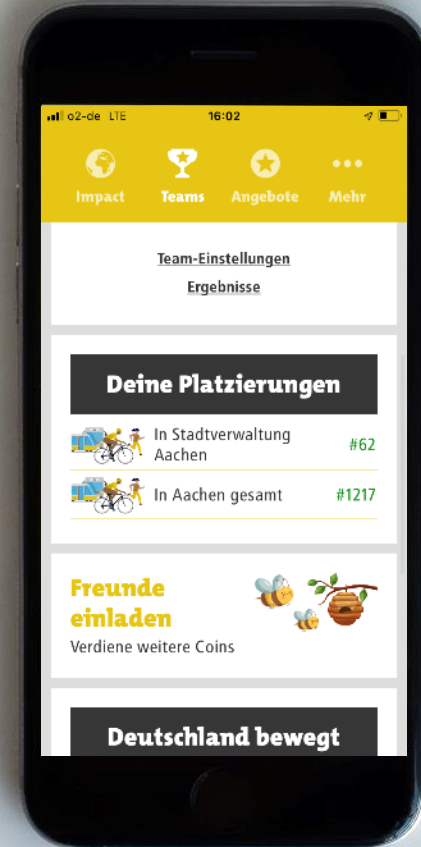 o2-de LTE 16:02
Impact Teams Angebote Mehr
Team-Einstellungen
Ergebnisse
Deine Platzierungen
In Stadtverwaltung
Aachen
#62
In Aachen gesamt #1217
Freunde
einladen
Verdiene weitere Coins
Deutschland bewegt